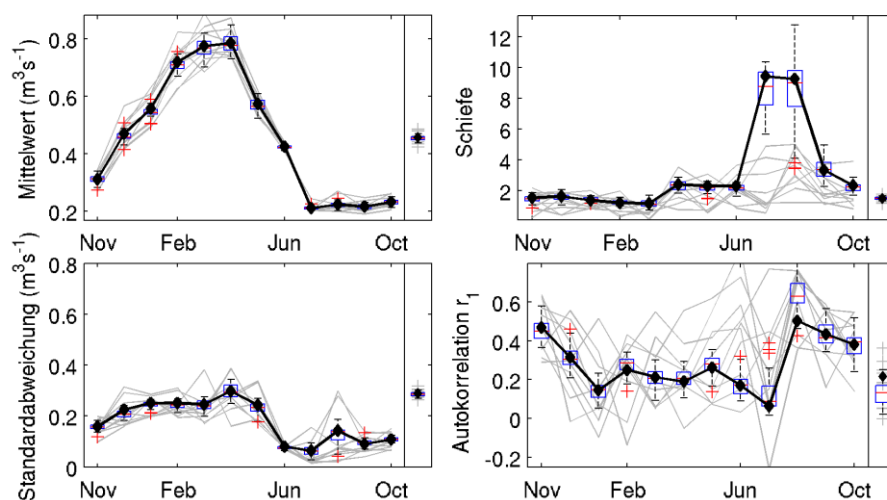 Mittelwert (m³s⁻¹)
0.8
0.6
0.4
0.2
Nov Feb Jun Oct
Schiefe
12
10
8
6
4
2
Nov Feb Jun Oct
Standardabweichung (m³s⁻¹)
0.8
0.6
0.4
0.2
0
Nov Feb Jun Oct
Autokorrelation r₁
0.6
0.4
0.2
0
-0.2
Nov Feb Jun Oct